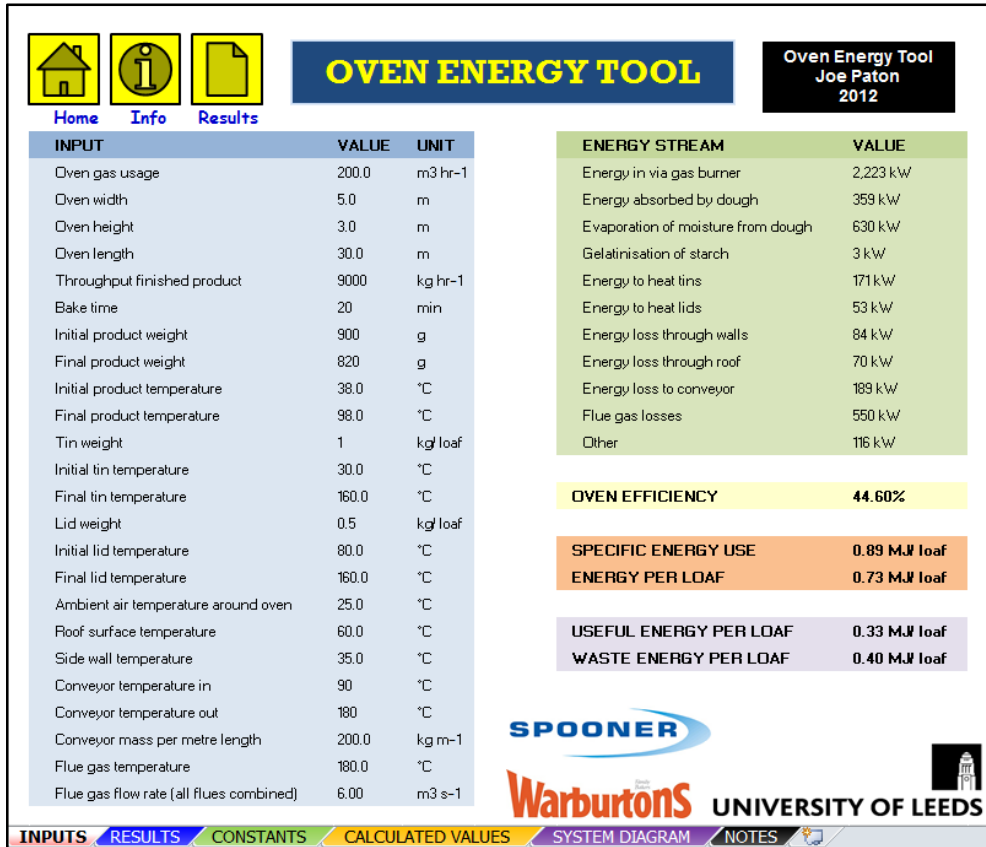 OVEN ENERGY TOOL
Oven Energy Tool
Joe Paton
2012
Home Info Results
INPUT VALUE UNIT
Oven gas usage 200.0 m3 hr-1
Oven width 5.0 m
Oven height 3.0 m
Oven length 30.0 m
Throughput finished product 9000 kg hr-1
Bake time 20 min
Initial product weight 900 g
Final product weight 820 g
Initial product temperature 38.0 °C
Final product temperature 98.0 °C
Tin weight 1 kg/ loaf
Initial tin temperature 30.0 °C
Final tin temperature 160.0 °C
Lid weight 0.5 kg/ loaf
Initial lid temperature 80.0 °C
Final lid temperature 160.0 °C
Ambient air temperature around oven 25.0 °C
Roof surface temperature 60.0 °C
Side wall temperature 35.0 °C
Conveyor temperature in 90 °C
Conveyor temperature out 180 °C
Conveyor mass per metre length 200.0 kg m-1
Flue gas temperature 180.0 °C
Flue gas flow rate (all flues combined) 6.00 m3 s-1
ENERGY STREAM VALUE
Energy in via gas burner 2,223 kW
Energy absorbed by dough 359 kW
Evaporation of moisture from dough 630 kW
Gelatinisation of starch 3 kW
Energy to heat tins 171 kW
Energy to heat lids 53 kW
Energy loss through walls 84 kW
Energy loss through roof 70 kW
Energy loss to conveyor 189 kW
Flue gas losses 550 kW
Other 116 kW
OVEN EFFICIENCY 44.60%
SPECIFIC ENERGY USE 0.89 MJ/ loaf
ENERGY PER LOAF 0.73 MJ/ loaf
USEFUL ENERGY PER LOAF 0.33 MJ/ loaf
WASTE ENERGY PER LOAF 0.40 MJ/ loaf
SPOONER
Warburtons
UNIVERSITY OF LEEDS
INPUTS RESULTS CONSTANTS CALCULATED VALUES SYSTEM DIAGRAM NOTES